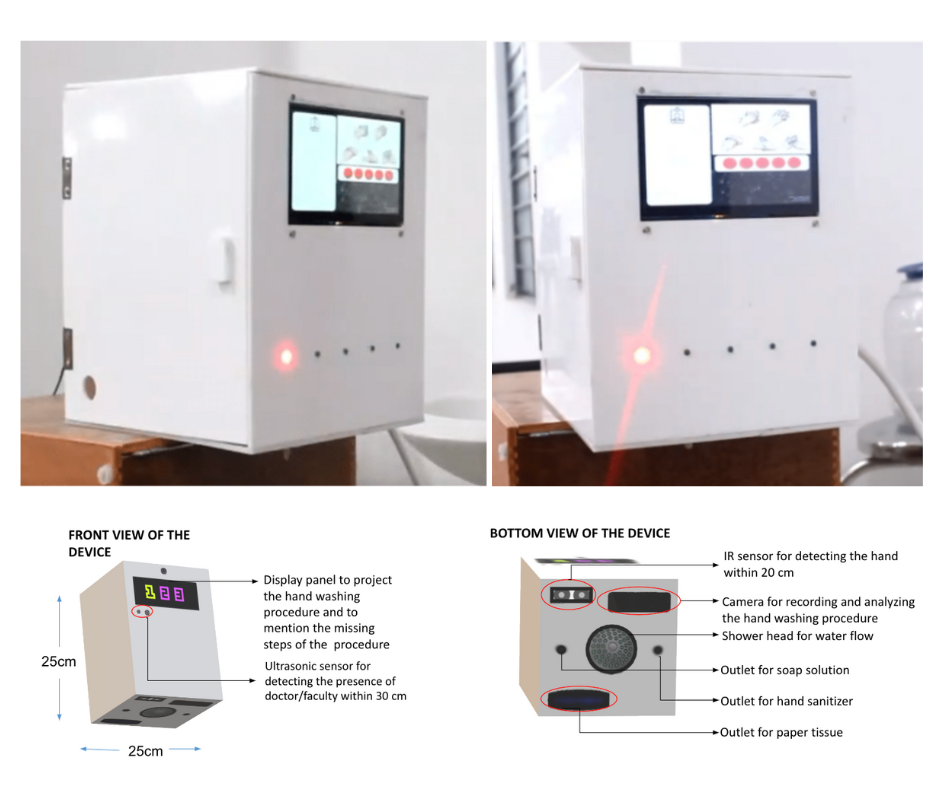 FRONT VIEW OF THE
DEVICE
123
Display panel to project
the hand washing
procedure and to
mention the missing
steps of the procedure
Ultrasonic sensor for
detecting the presence of
doctor/faculty within 30 cm
25cm
25cm
BOTTOM VIEW OF THE DEVICE
IR sensor for detecting the hand
within 20 cm
Camera for recording and analyzing
the hand washing procedure
Shower head for water flow
Outlet for soap solution
Outlet for hand sanitizer
Outlet for paper tissue